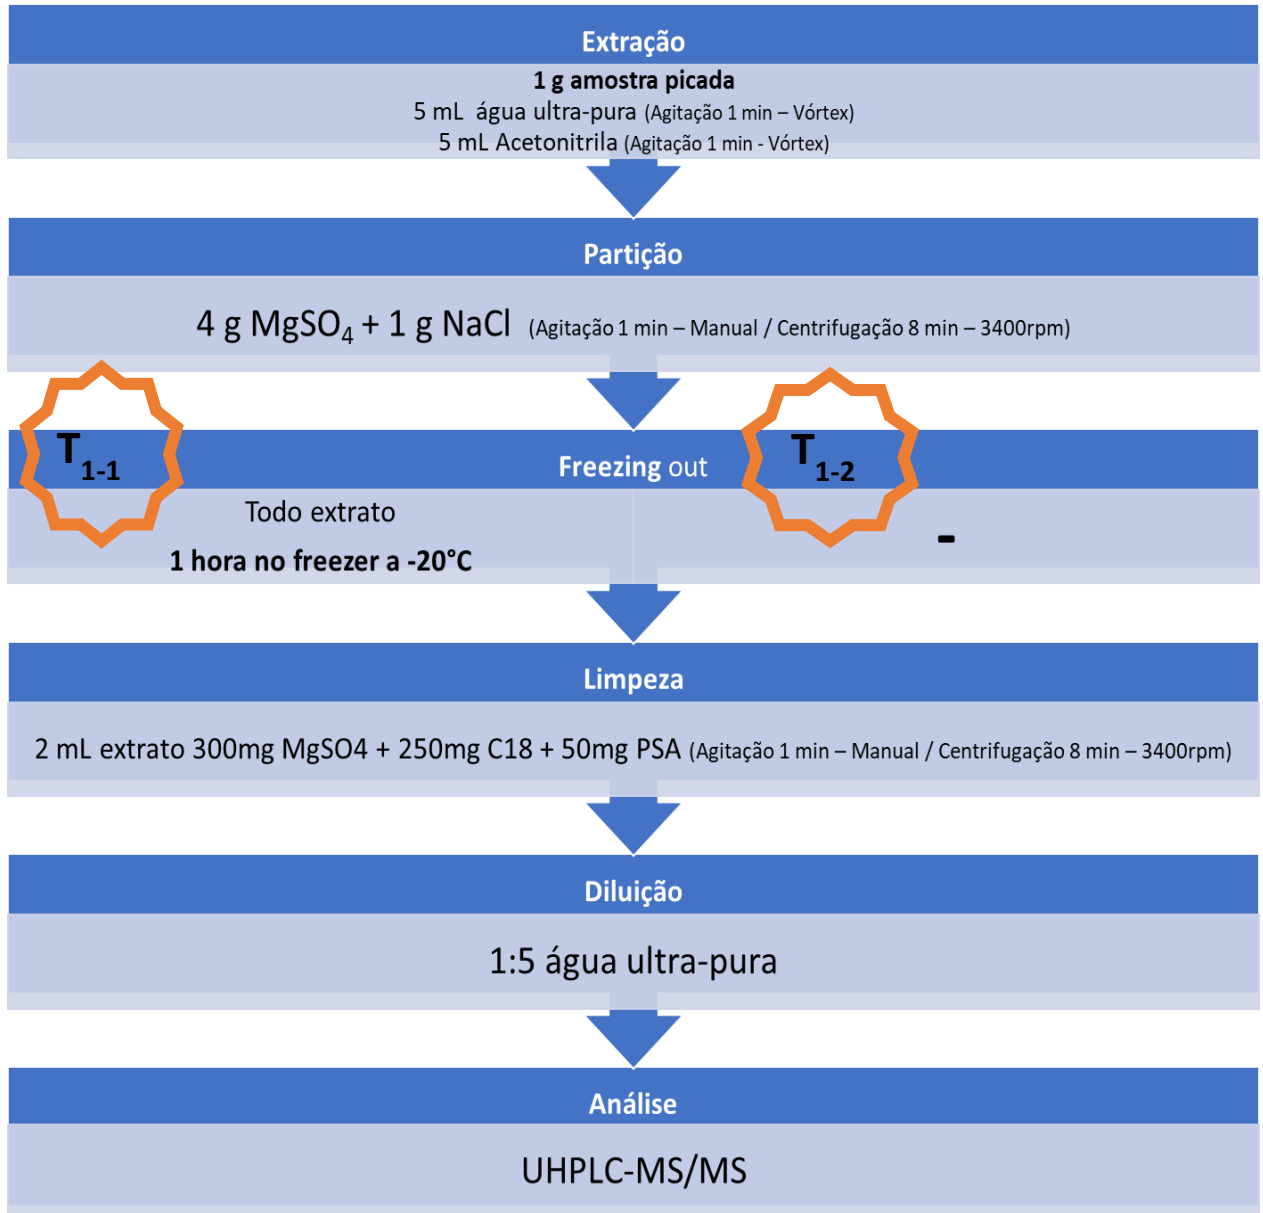 Extração
1 g amostra picada
5 mL água ultra-pura (Agitação 1 min – Vórtex)
5 mL Acetonitrila (Agitação 1 min - Vórtex)
Partição
4 g MgSO₄ + 1 g NaCl (Agitação 1 min – Manual / Centrifugação 8 min – 3400rpm)
T₁₋₁
Freezing out
T₁₋₂
Todo extrato
1 hora no freezer a -20°C
-
Limpeza
2 mL extrato 300mg MgSO4 + 250mg C18 + 50mg PSA (Agitação 1 min – Manual / Centrifugação 8 min – 3400rpm)
Diluição
1:5 água ultra-pura
Análise
UHPLC-MS/MS